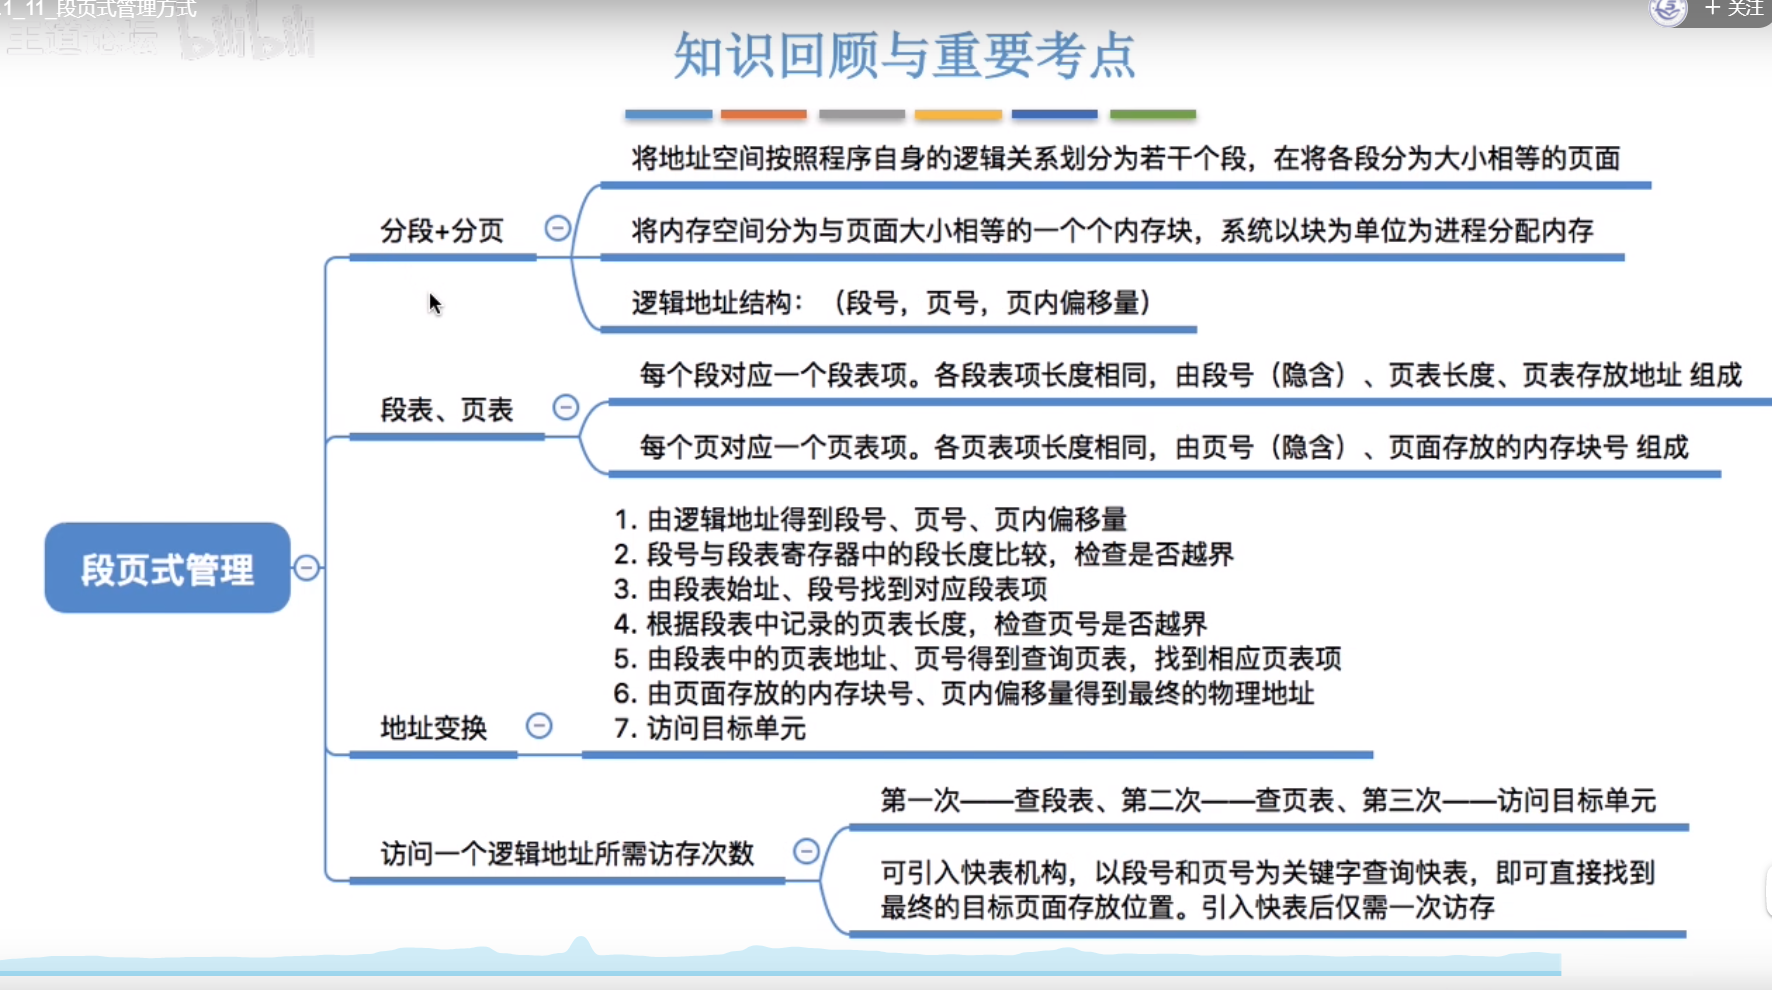 1_11_段页式管理方式
+ 关注
王道论坛 bilibili
知识回顾与重要考点
将地址空间按照程序自身的逻辑关系划分为若干个段，在将各段分为大小相等的页面
分段+分页
将内存空间分为与页面大小相等的一个个内存块，系统以块为单位为进程分配内存
逻辑地址结构：（段号，页号，页内偏移量）
每个段对应一个段表项。各段表项长度相同，由段号（隐含）、页表长度、页表存放地址 组成
段表、页表
每个页对应一个页表项。各页表项长度相同，由页号（隐含）、页面存放的内存块号 组成
段页式管理
1. 由逻辑地址得到段号、页号、页内偏移量
2. 段号与段表寄存器中的段长度比较，检查是否越界
3. 由段表始址、段号找到对应段表项
4. 根据段表中记录的页表长度，检查页号是否越界
5. 由段表中的页表地址、页号得到查询页表，找到相应页表项
6. 由页面存放的内存块号、页内偏移量得到最终的物理地址
7. 访问目标单元
地址变换
第一次——查段表、第二次——查页表、第三次——访问目标单元
访问一个逻辑地址所需访存次数
可引入快表机构，以段号和页号为关键字查询快表，即可直接找到
最终的目标页面存放位置。引入快表后仅需一次访存